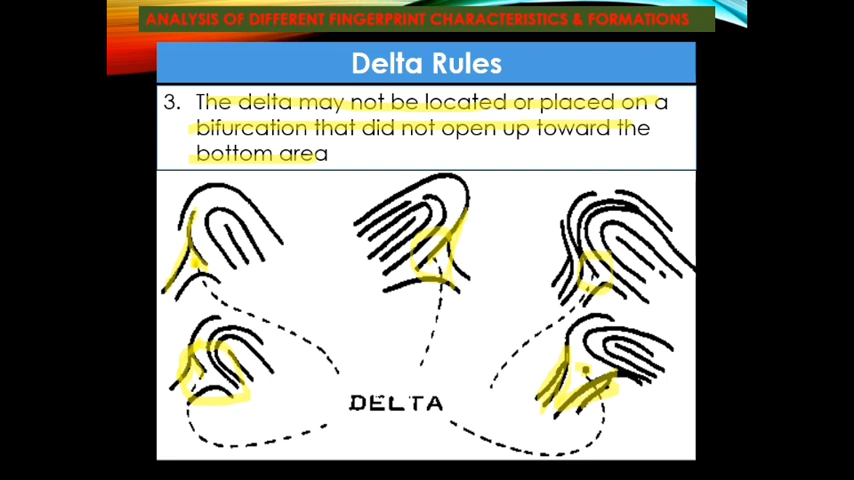 ANALYSIS OF DIFFERENT FINGERPRINT CHARACTERISTICS & FORMATIONS
Delta Rules
3. The delta may not be located or placed on a
bifurcation that did not open up toward the
bottom area
DELTA